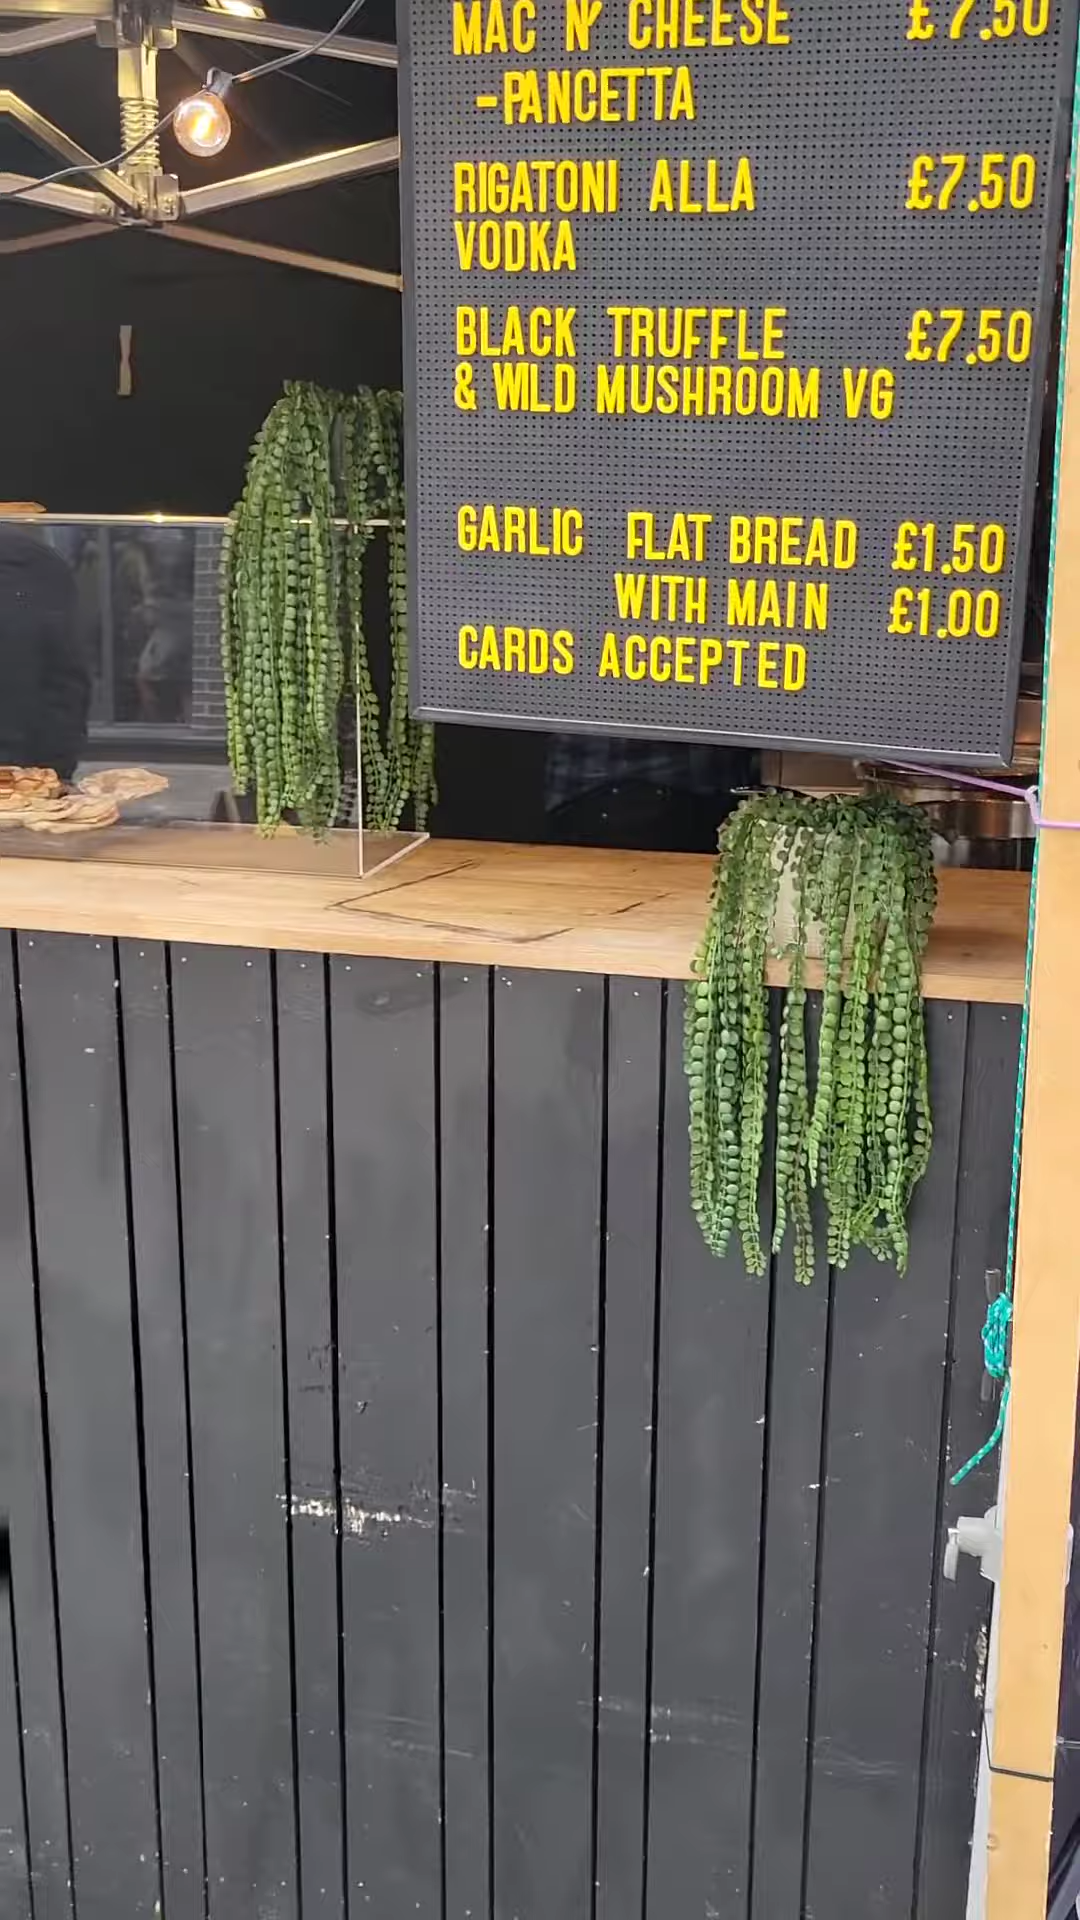 MAC N' CHEESE £7.50
-PANCETTA
RIGATONI ALLA £7.50
VODKA
BLACK TRUFFLE £7.50
& WILD MUSHROOM VG
GARLIC FLAT BREAD £1.50
WITH MAIN £1.00
CARDS ACCEPTED